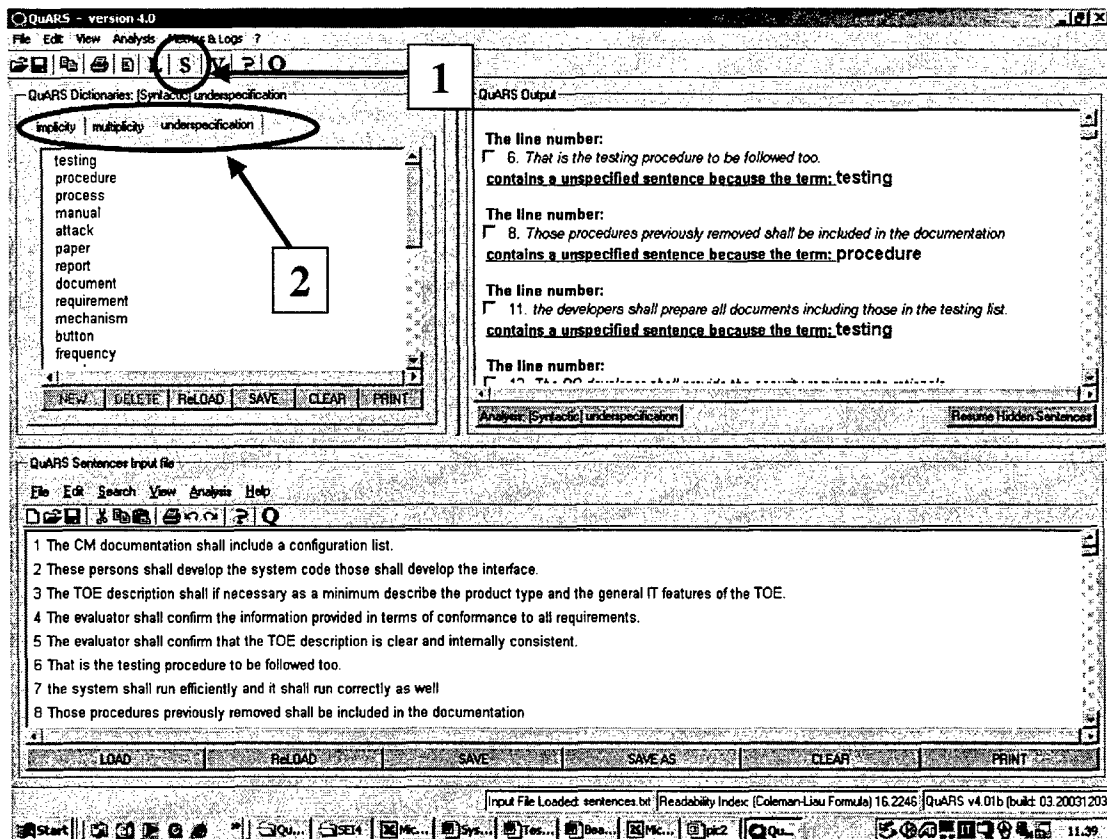 QuARS - version 4.0
File Edit View Analysis Metrics & Logs ?
L S V ? Q
1
QuARS Dictionaries: [Syntactic] underspecification
implicity multiplicity underspecification
testing
procedure
process
manual
attack
paper
report
document
requirement
mechanism
button
frequency
2
NEW DELETE ReLOAD SAVE CLEAR PRINT
QuARS Output
The line number:
6. That is the testing procedure to be followed too.
contains a unspecified sentence because the term: testing
The line number:
8. Those procedures previously removed shall be included in the documentation
contains a unspecified sentence because the term: procedure
The line number:
11. the developers shall prepare all documents including those in the testing list.
contains a unspecified sentence because the term: testing
The line number:
Analysis: [Syntactic] underspecification Resume Hidden Sentences
QuARS Sentences Input file
File Edit Search View Analysis Help
? Q
1 The CM documentation shall include a configuration list.
2 These persons shall develop the system code those shall develop the interface.
3 The TOE description shall if necessary as a minimum describe the product type and the general IT features of the TOE.
4 The evaluator shall confirm the information provided in terms of conformance to all requirements.
5 The evaluator shall confirm that the TOE description is clear and internally consistent.
6 That is the testing procedure to be followed too.
7 the system shall run efficiently and it shall run correctly as well
8 Those procedures previously removed shall be included in the documentation
LOAD ReLOAD SAVE SAVE AS CLEAR PRINT
Input File Loaded: sentences.txt Readability Index: (Coleman-Liau Formula) 16.2246 QuARS v4.01b (build: 03.20031203
Start Qu... SEI4 Mic... Sys... Tes... Bea... Mic... pic2 Qu... 11.39